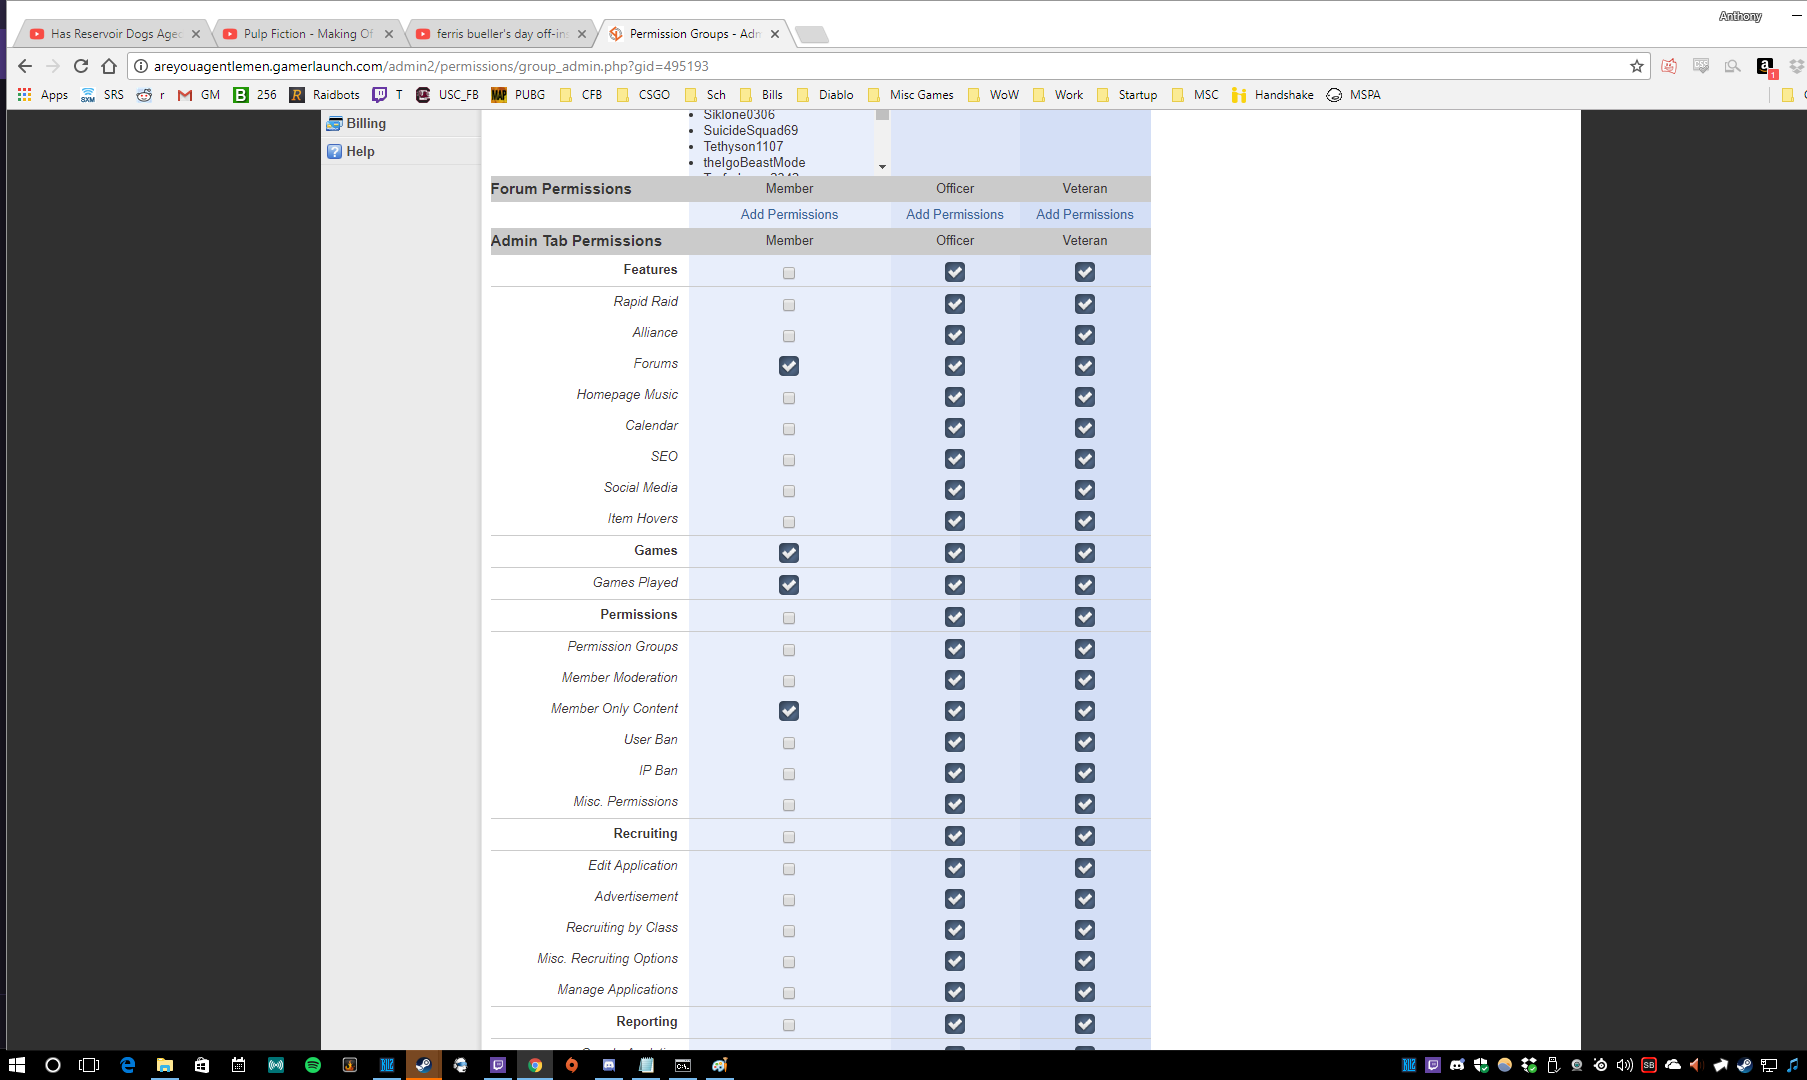 Anthony
Has Reservoir Dogs Aged
Pulp Fiction - Making Of
ferris bueller's day off-in
Permission Groups - Adm
areyouagentlemen.gamerlaunch.com/admin2/permissions/group_admin.php?gid=495193
Apps SRS r GM 256 Raidbots T USC_FB PUBG CFB CSGO Sch Bills Diablo Misc Games WoW Work Startup MSC Handshake MSPA
Billing
Help
Siklone0306
SuicideSquad69
Tethyson1107
theIgoBeastMode
Forum Permissions Member Officer Veteran
Add Permissions Add Permissions Add Permissions
Admin Tab Permissions Member Officer Veteran
Features
Rapid Raid
Alliance
Forums
Homepage Music
Calendar
SEO
Social Media
Item Hovers
Games
Games Played
Permissions
Permission Groups
Member Moderation
Member Only Content
User Ban
IP Ban
Misc. Permissions
Recruiting
Edit Application
Advertisement
Recruiting by Class
Misc. Recruiting Options
Manage Applications
Reporting